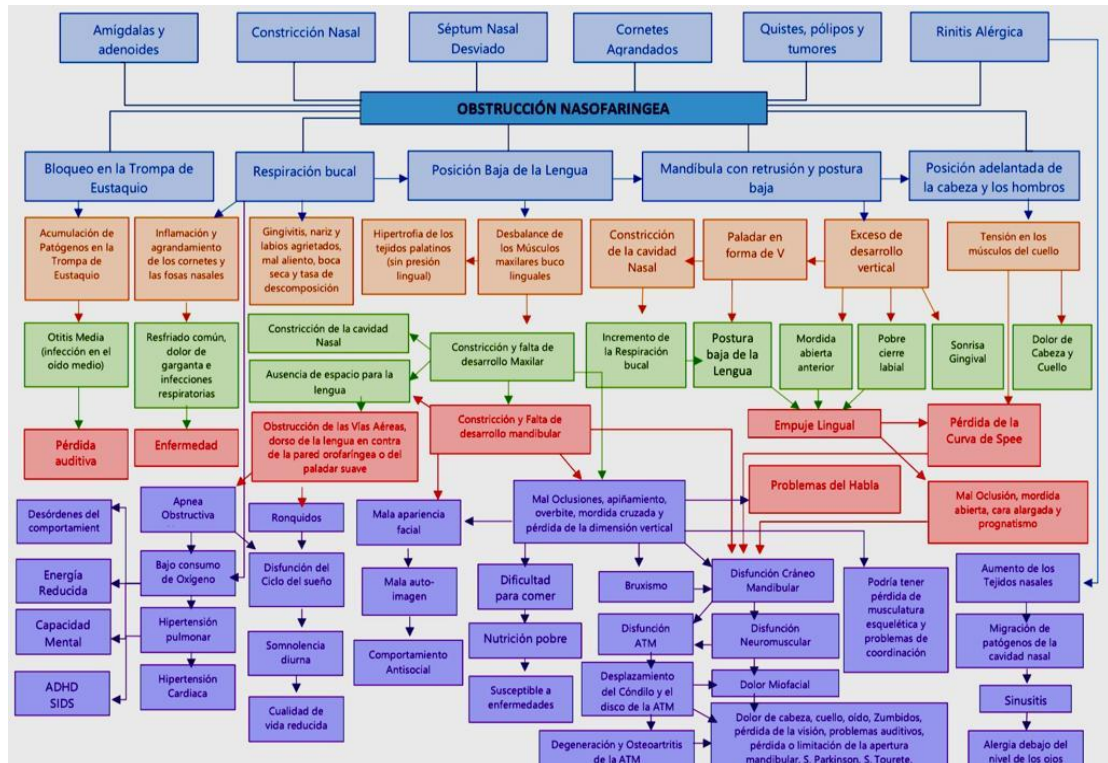 Amígdalas y
adenoides
Constricción Nasal
Séptum Nasal
Desviado
Cornetes
Agrandados
Quistes, pólipos y
tumores
Rinitis Alérgica
OBSTRUCCIÓN NASOFARINGEA
Bloqueo en la Trompa de
Eustaquio
Respiración bucal
Posición Baja de la Lengua
Mandíbula con retrusión y postura
baja
Posición adelantada de
la cabeza y los hombros
Acumulación de
Patógenos en la
Trompa de
Eustaquio
Inflamación y
agrandamiento
de los cornetes y
las fosas nasales
Gingivitis, nariz y
labios agrietados,
mal aliento, boca
seca y tasa de
descomposición
Hipertrofia de los
tejidos palatinos
(sin presión
lingual)
Desbalance de
los Músculos
maxilares buco
linguales
Constricción
de la cavidad
Nasal
Paladar en
forma de V
Exceso de
desarrollo
vertical
Tensión en los
músculos del cuello
Otitis Media
(infección en el
oído medio)
Resfriado común,
dolor de
garganta e
infecciones
respiratorias
Constricción de la cavidad
Nasal
Ausencia de espacio para la
lengua
Constricción y falta de
desarrollo Maxilar
Incremento de
la Respiración
bucal
Postura
baja de la
Lengua
Mordida
abierta
anterior
Pobre
cierre
labial
Sonrisa
Gingival
Dolor de
Cabeza y
Cuello
Pérdida
auditiva
Enfermedad
Obstrucción de las Vías Aéreas,
dorso de la lengua en contra
de la pared orofaríngea o del
paladar suave
Constricción y Falta de
desarrollo mandibular
Empuje Lingual
Pérdida de la
Curva de Spee
Problemas del Habla
Mal Oclusión, mordida
abierta, cara alargada y
prognatismo
Desórdenes del
comportament
Apnea
Obstructiva
Ronquidos
Mala apariencia
facial
Mal Oclusiones, apiñamiento,
overbite, mordida cruzada y
pérdida de la dimensión vertical
Energía
Reducida
Bajo consumo
de Oxígeno
Disfunción del
Ciclo del sueño
Mala auto-
imagen
Dificultad
para comer
Bruxismo
Disfunción Cráneo
Mandibular
Podría tener
pérdida de
musculatura
esquelética y
problemas de
coordinación
Aumento de los
Tejidos nasales
Capacidad
Mental
Hipertensión
pulmonar
Somnolencia
diurna
Comportamiento
Antisocial
Nutrición pobre
Disfunción
ATM
Disfunción
Neuromuscular
Migración de
patógenos de
la cavidad nasal
ADHD
SIDS
Hipertensión
Cardiaca
Cualidad de
vida reducida
Susceptible a
enfermedades
Desplazamiento
del Cóndilo y el
disco de la ATM
Dolor Miofacial
Sinusitis
Degeneración y Osteoartritis
de la ATM
Dolor de cabeza, cuello, oído, Zumbidos,
pérdida de la visión, problemas auditivos,
pérdida o limitación de la apertura
mandibular, S. Parkinson, S. Tourete,
Alergia debajo del
nivel de los ojos